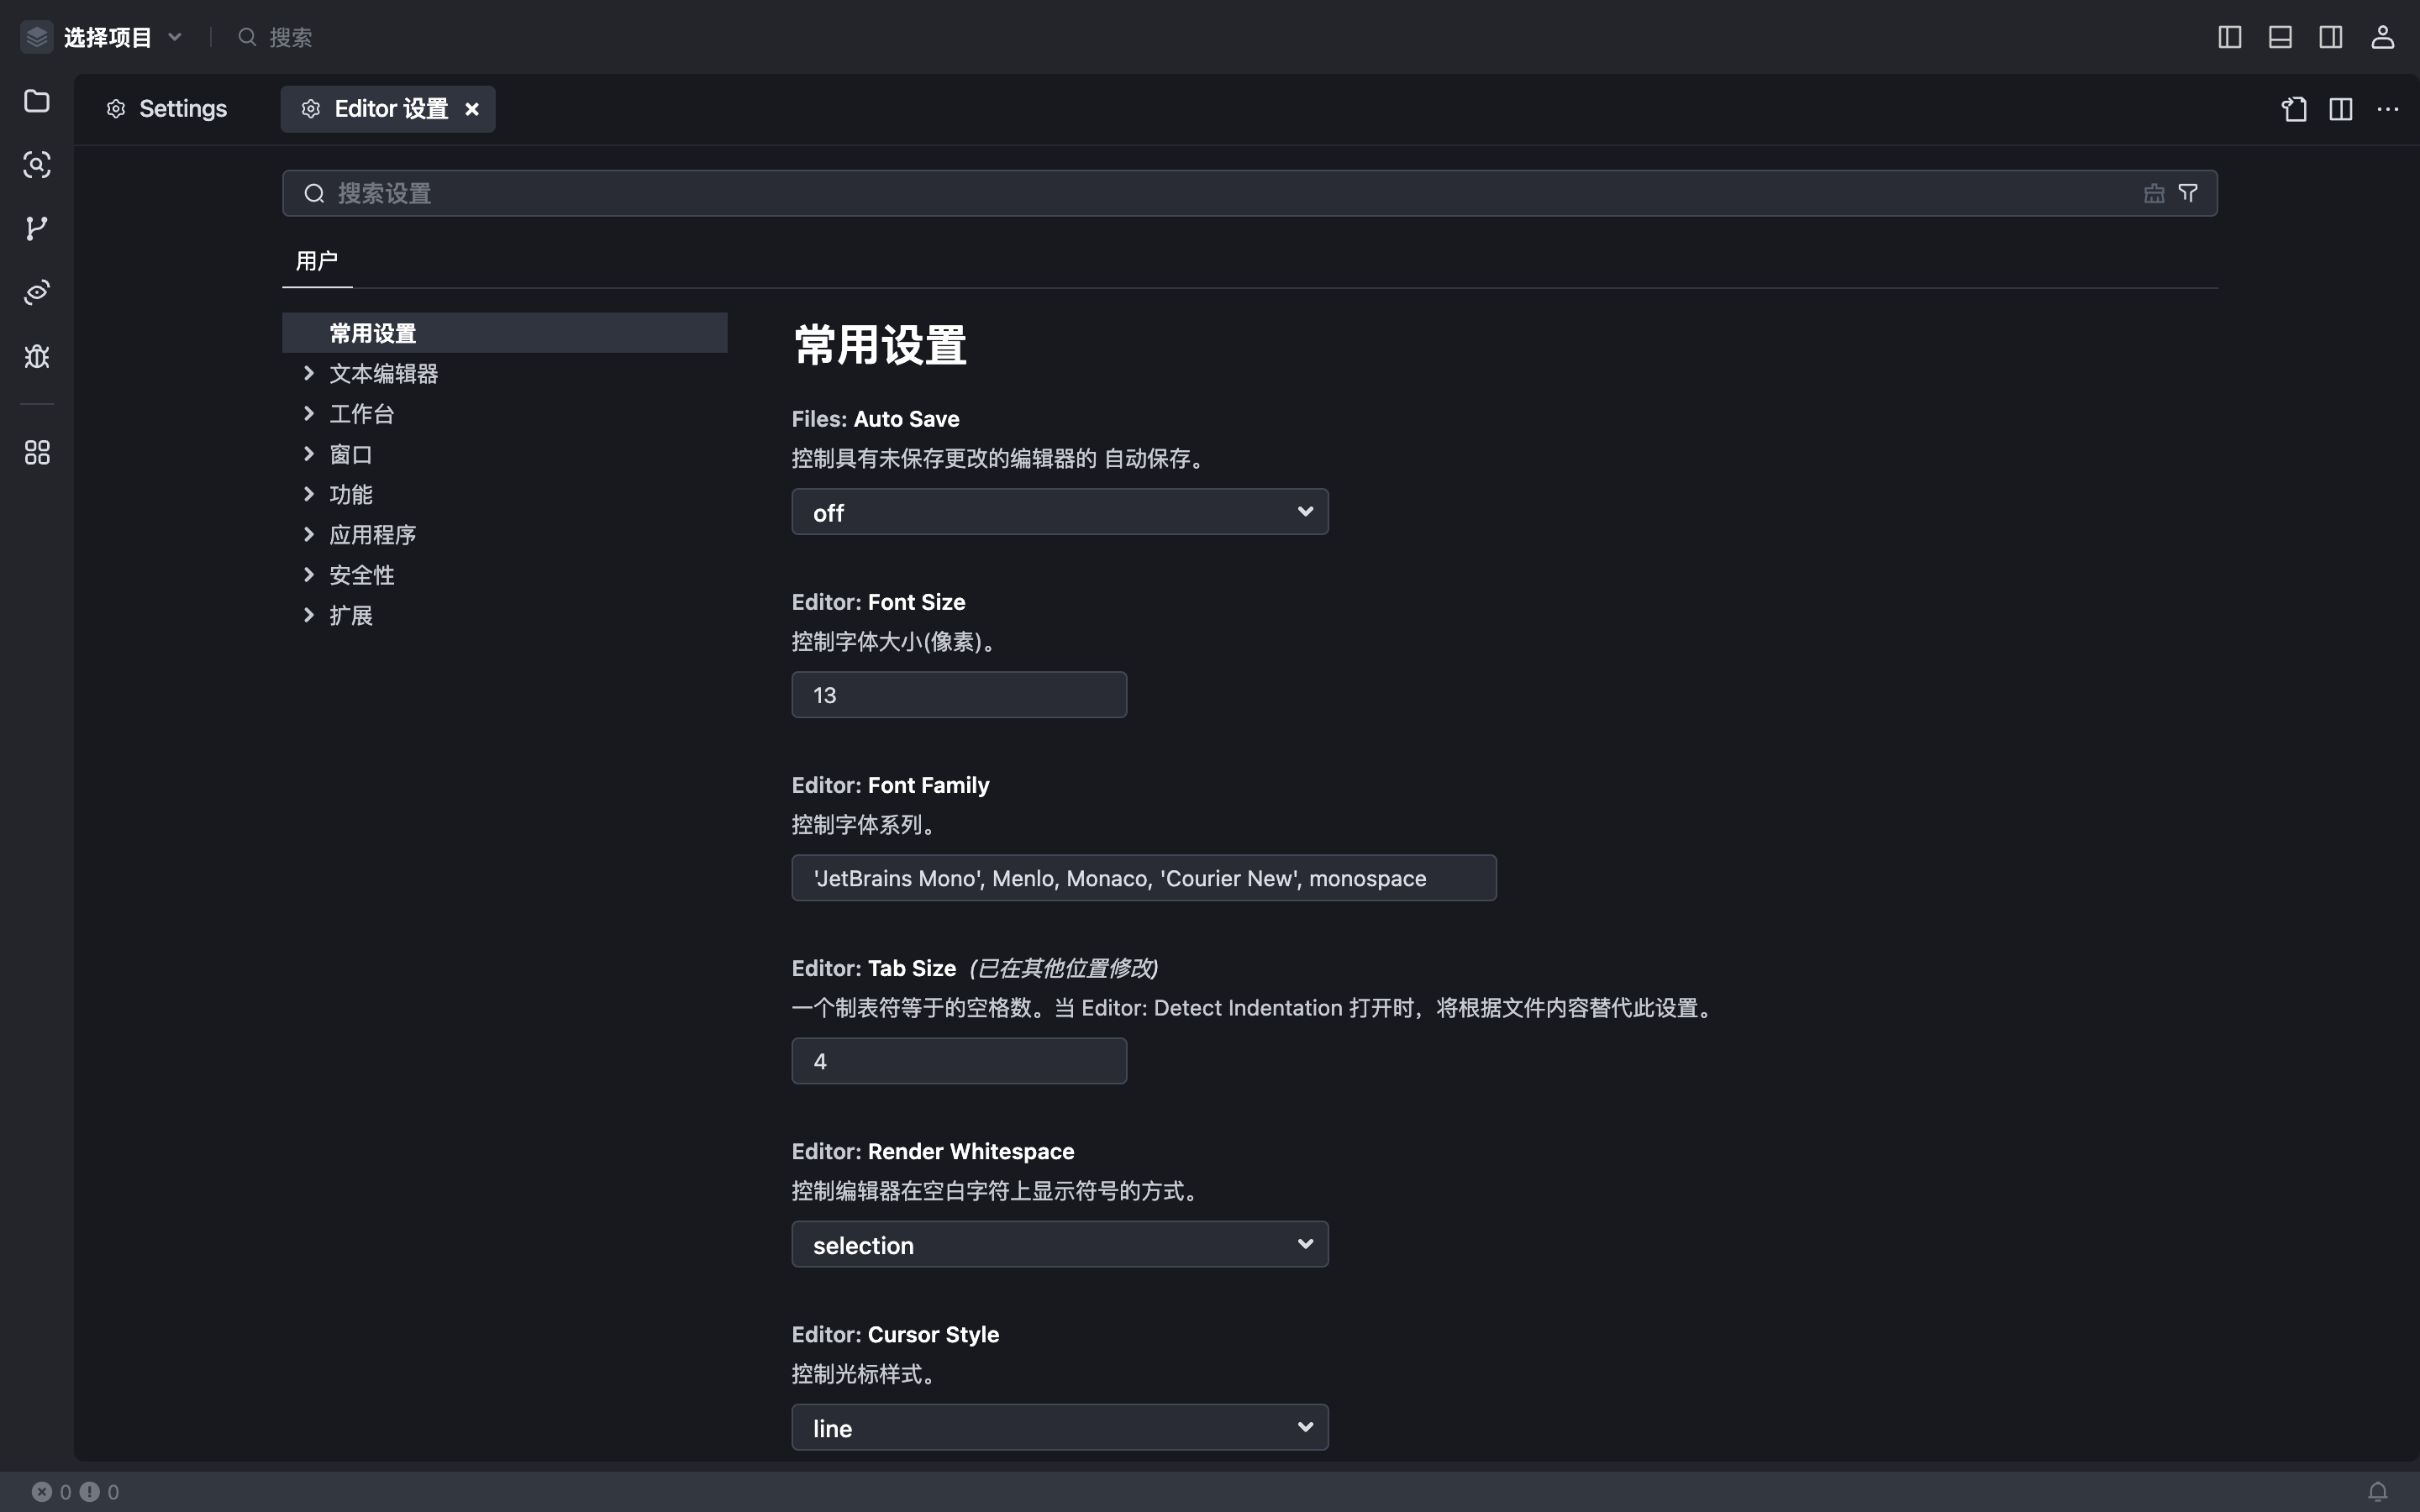 选择项目
搜索
Settings
Editor 设置
搜索设置
用户
常用设置
文本编辑器
工作台
窗口
功能
应用程序
安全性
扩展
常用设置
Files: Auto Save
控制具有未保存更改的编辑器的 自动保存。
off
Editor: Font Size
控制字体大小(像素)。
13
Editor: Font Family
控制字体系列。
'JetBrains Mono', Menlo, Monaco, 'Courier New', monospace
Editor: Tab Size (已在其他位置修改)
一个制表符等于的空格数。当 Editor: Detect Indentation 打开时，将根据文件内容替代此设置。
4
Editor: Render Whitespace
控制编辑器在空白字符上显示符号的方式。
selection
Editor: Cursor Style
控制光标样式。
line
0 0